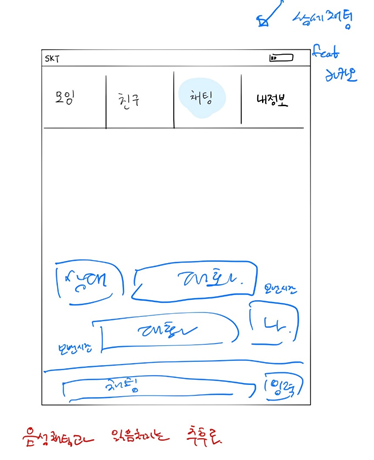 상세채팅
feat
카카오
SKT
모임 친구 채팅 내정보
상대 대화
보낸시간
대화 나
보낸시간
채팅 입력
음성채팅과 읽음처리는 추후로